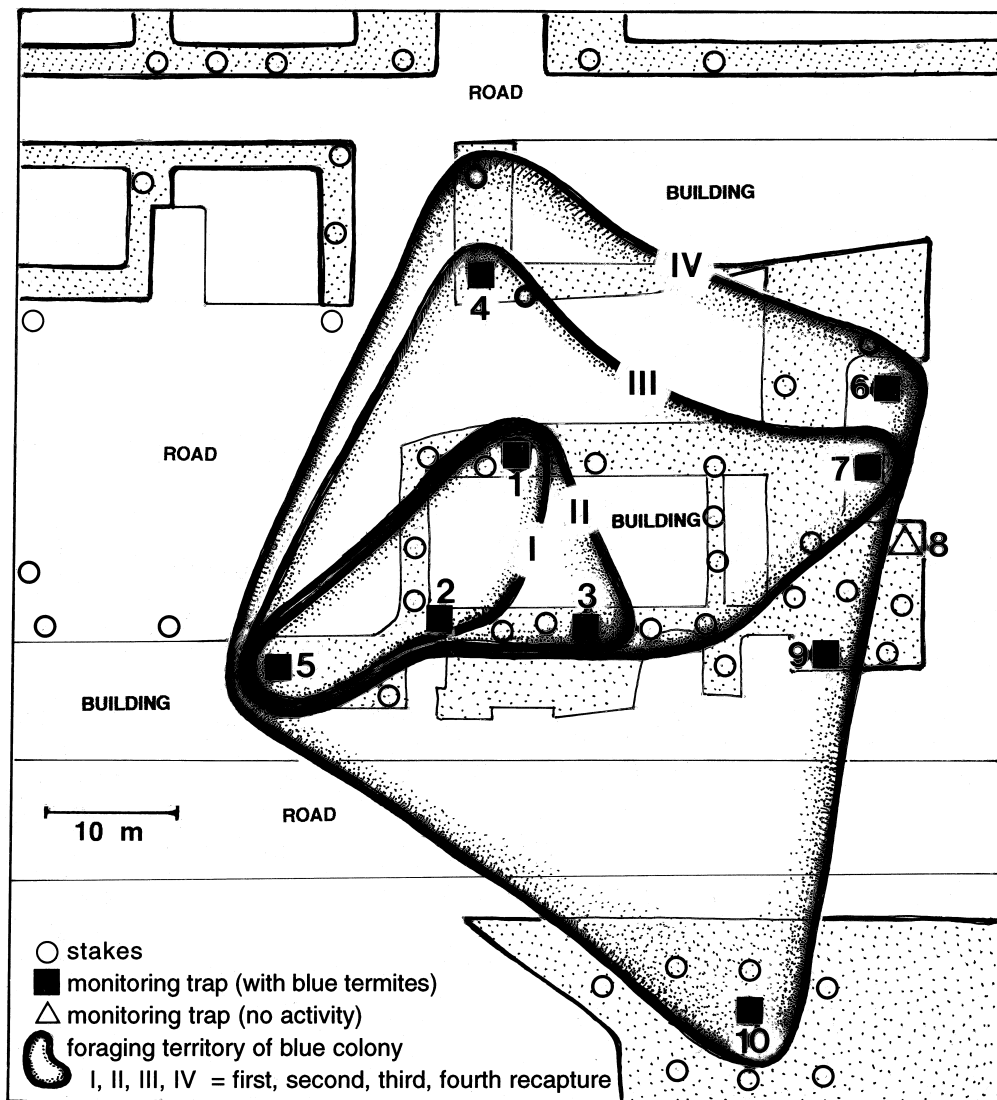 ROAD
BUILDING
IV
4
III
6
ROAD
7
1
II
BUILDING
I
8
2
3
9
5
BUILDING
10 m
ROAD
stakes
monitoring trap (with blue termites)
monitoring trap (no activity)
10
foraging territory of blue colony
I, II, III, IV = first, second, third, fourth recapture